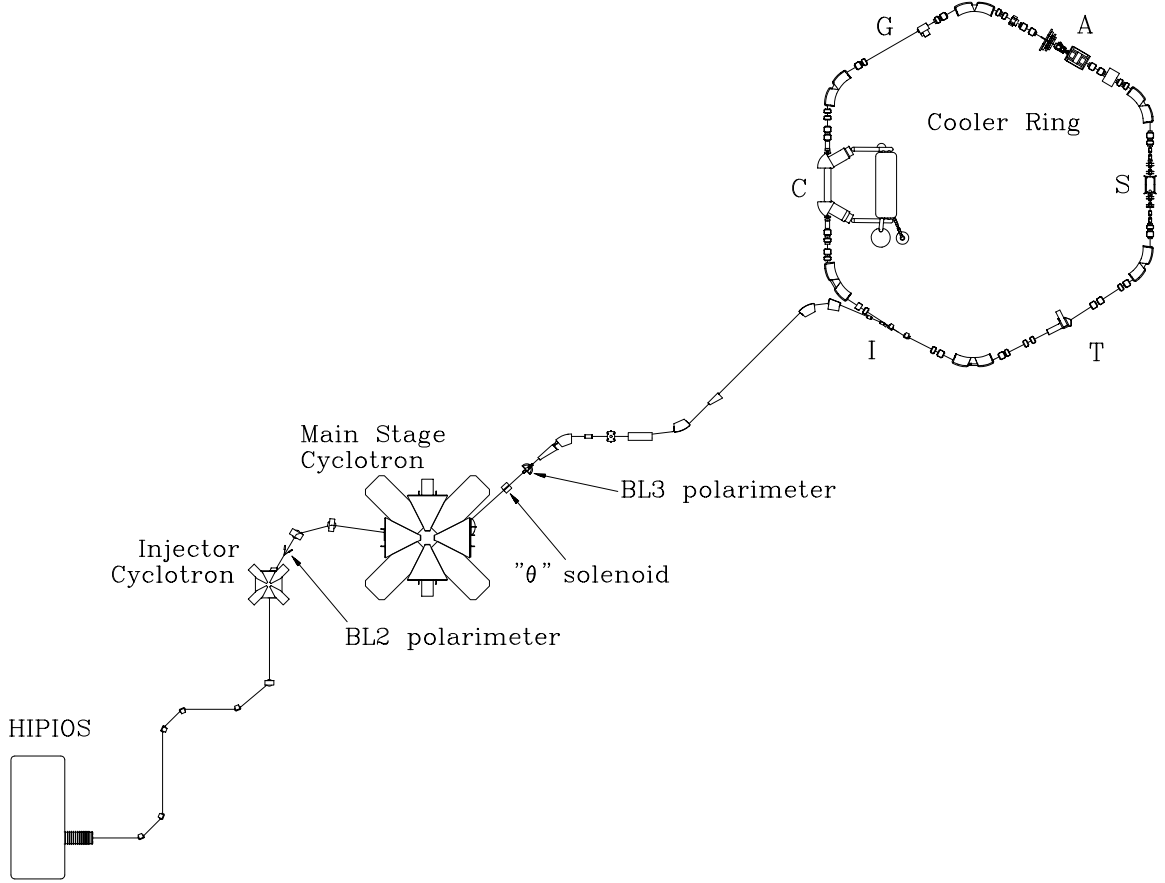 G
A
Cooler Ring
C
S
I
T
Main Stage
Cyclotron
BL3 polarimeter
Injector
Cyclotron
"θ" solenoid
BL2 polarimeter
HIPIOS